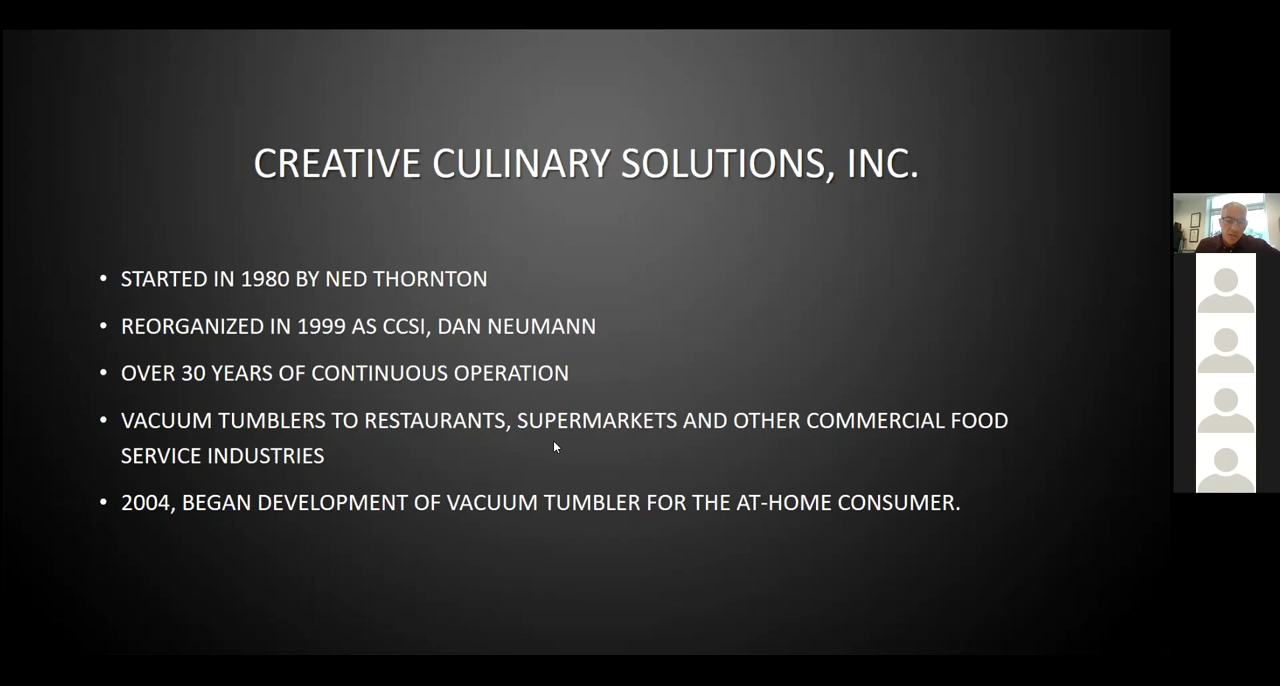 CREATIVE CULINARY SOLUTIONS, INC.
• STARTED IN 1980 BY NED THORNTON
• REORGANIZED IN 1999 AS CCSI, DAN NEUMANN
• OVER 30 YEARS OF CONTINUOUS OPERATION
• VACUUM TUMBLERS TO RESTAURANTS, SUPERMARKETS AND OTHER COMMERCIAL FOOD
SERVICE INDUSTRIES
• 2004, BEGAN DEVELOPMENT OF VACUUM TUMBLER FOR THE AT-HOME CONSUMER.